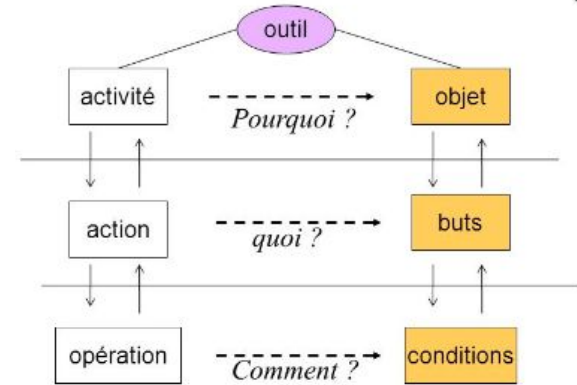 outil
activité
Pourquoi ?
objet
action
quoi ?
buts
opération
Comment ?
conditions